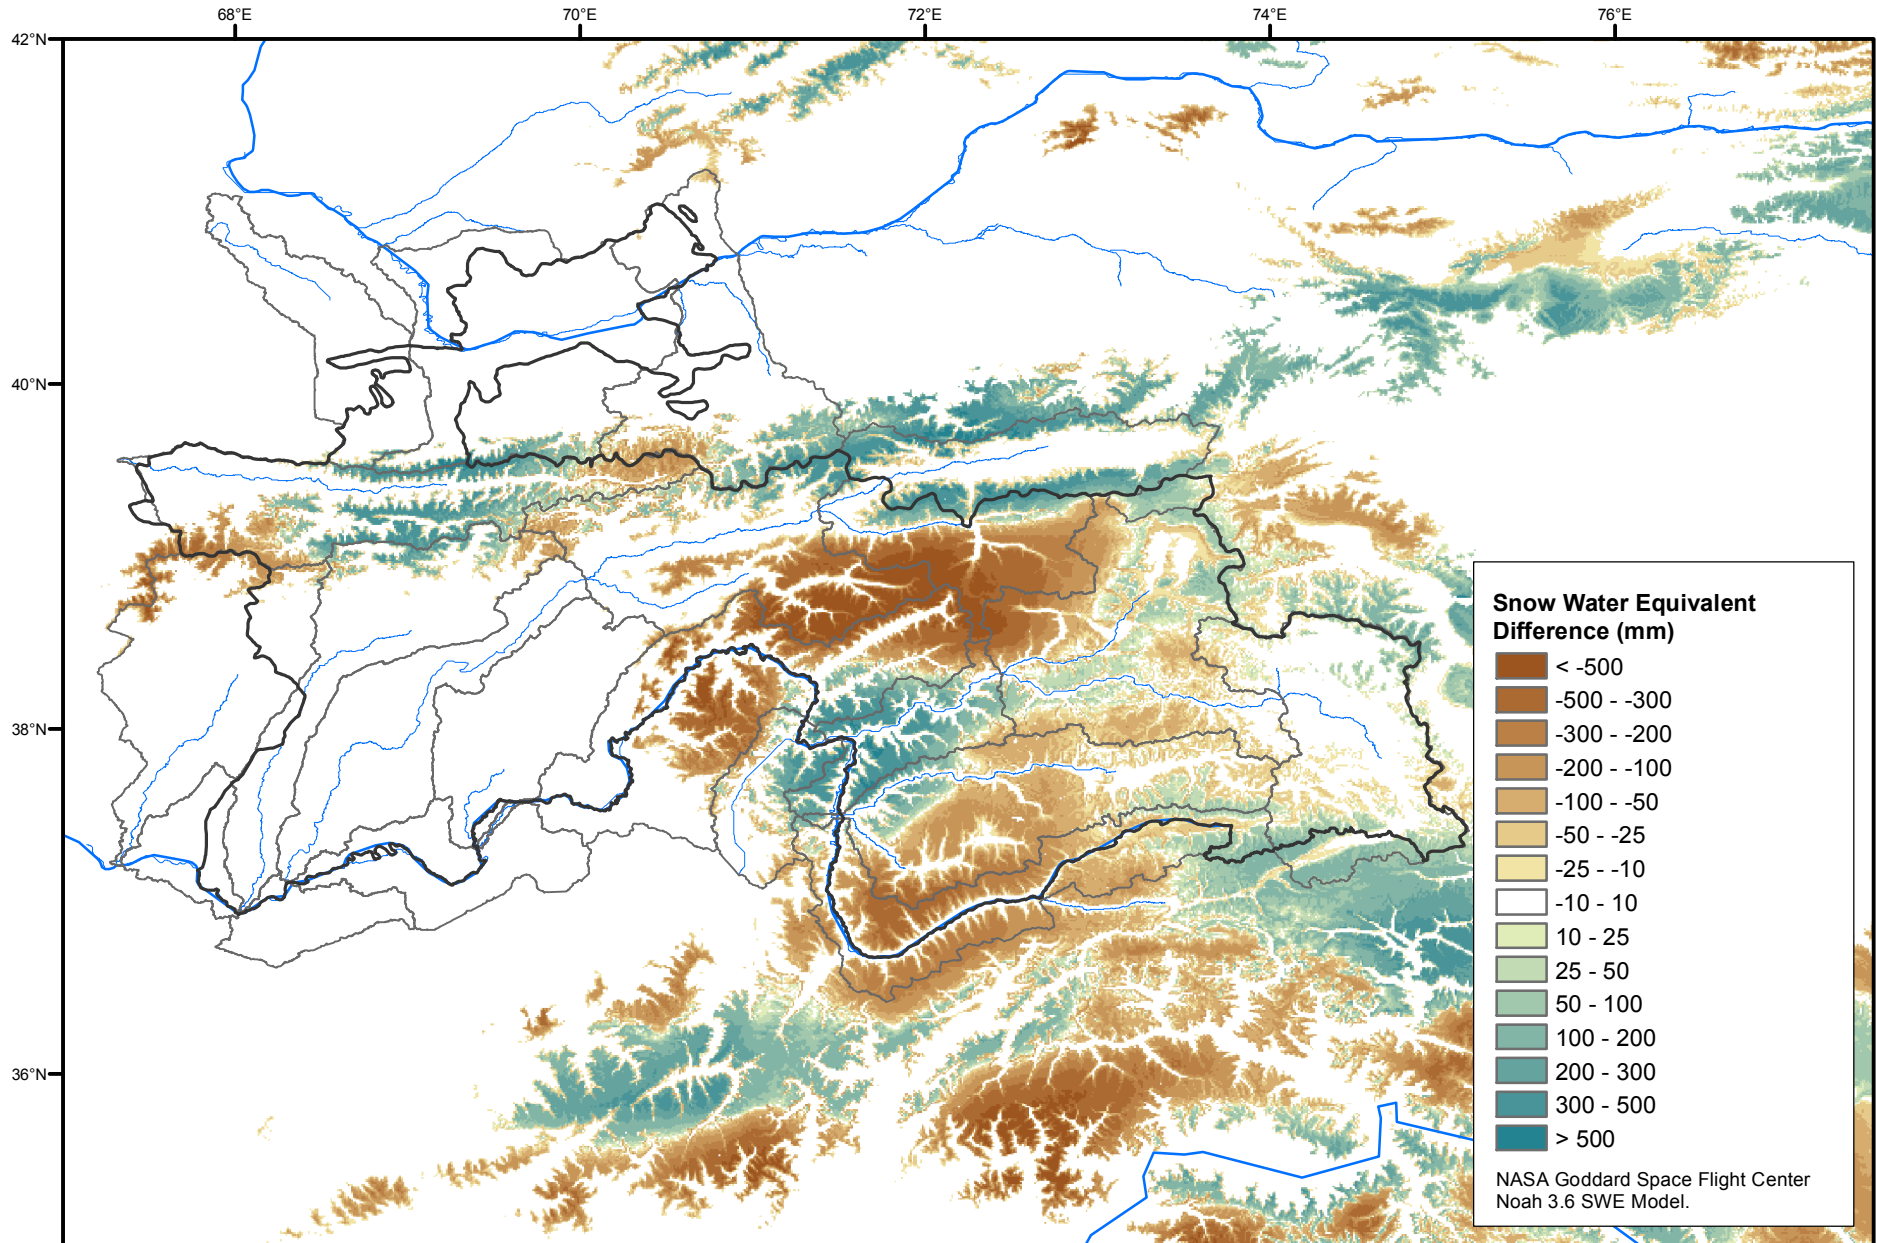 68°E
70°E
72°E
74°E
76°E
42°N
40°N
38°N
36°N
Snow Water Equivalent
Difference (mm)
< -500
-500 - -300
-300 - -200
-200 - -100
-100 - -50
-50 - -25
-25 - -10
-10 - 10
10 - 25
25 - 50
50 - 100
100 - 200
200 - 300
300 - 500
> 500
NASA Goddard Space Flight Center
Noah 3.6 SWE Model.